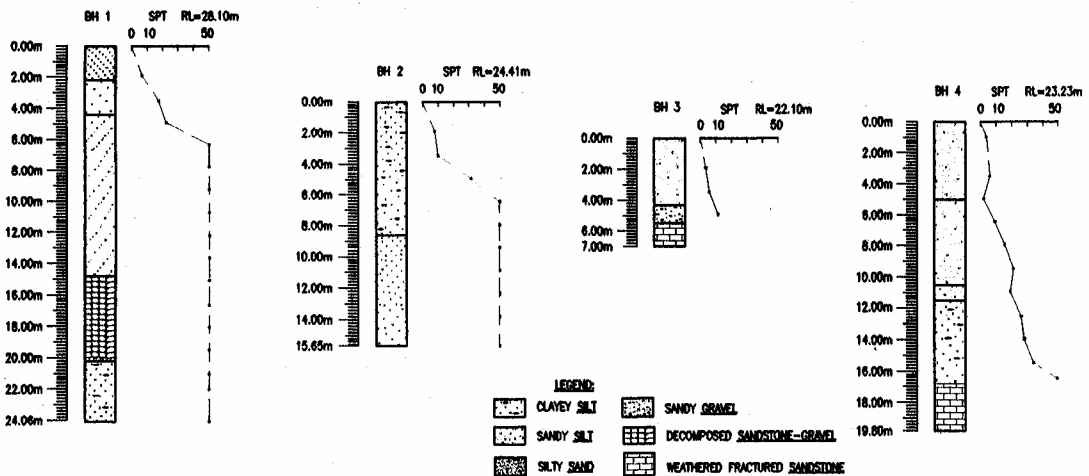 BH 1 SPT RL=28.10m
0 10 50
0.00m
2.00m
4.00m
6.00m
8.00m
10.00m
12.00m
14.00m
16.00m
18.00m
20.00m
22.00m
24.06m
BH 2 SPT RL=24.41m
0 10 50
0.00m
2.00m
4.00m
6.00m
8.00m
10.00m
12.00m
14.00m
15.65m
BH 3 SPT RL=22.10m
0 10 50
0.00m
2.00m
4.00m
6.00m
7.00m
BH 4 SPT RL=23.23m
0 10 50
0.00m
2.00m
4.00m
6.00m
8.00m
10.00m
12.00m
14.00m
16.00m
18.00m
19.80m
LEGEND:
CLAYEY SILT
SANDY SILT
SILTY SAND
SANDY GRAVEL
DECOMPOSED SANDSTONE-GRAVEL
WEATHERED FRACTURED SANDSTONE